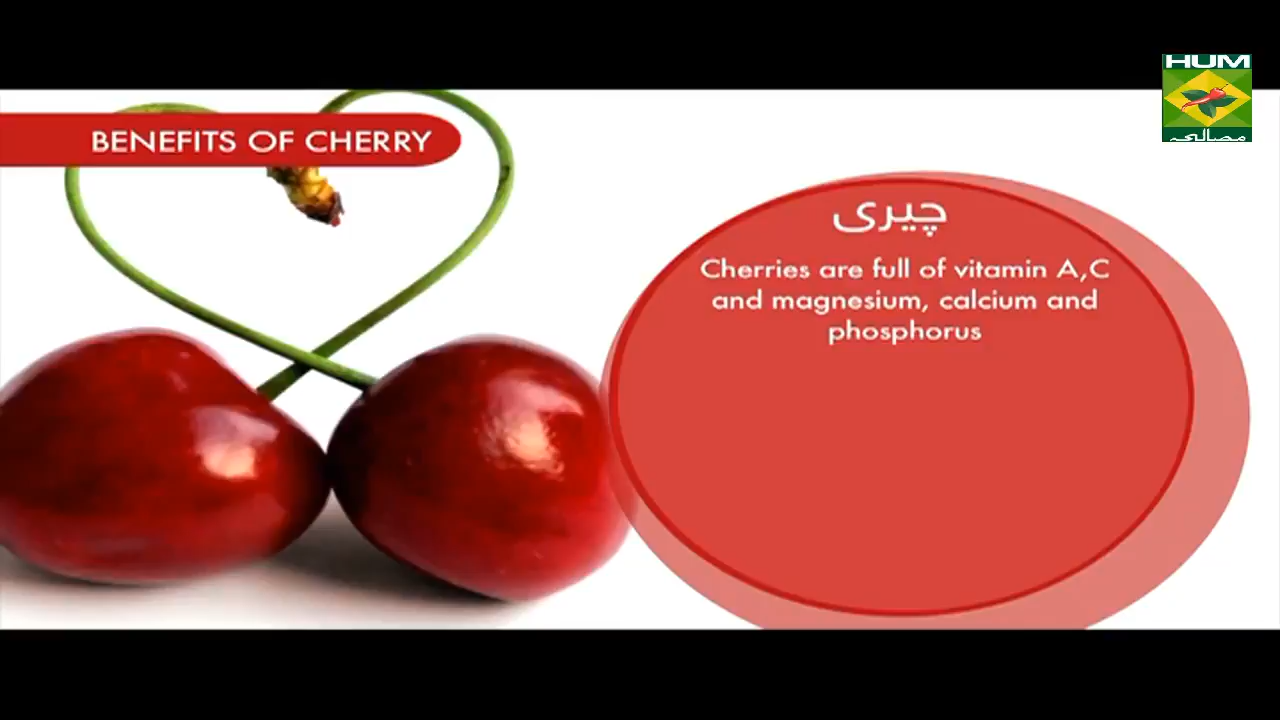 HUM
مصالحہ
BENEFITS OF CHERRY
چیری
Cherries are full of vitamin A,C
and magnesium, calcium and
phosphorus